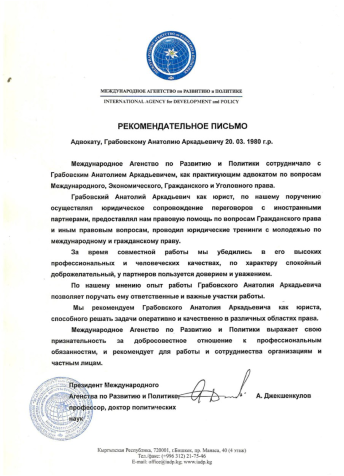 МЕЖДУНАРОДНОЕ АГЕНТСТВО по РАЗВИТИЮ и ПОЛИТИКЕ
INTERNATIONAL AGENCY for DEVELOPMENT and POLICY
РЕКОМЕНДАТЕЛЬНОЕ ПИСЬМО
Адвокату, Грабовскому Анатолию Аркадьевичу 20. 03. 1980 г.р.
Международное Агенство по Развитию и Политики сотрудничало с
Грабовским Анатолием Аркадьевичем, как практикующим адвокатом по вопросам
Международного, Экономического, Гражданского и Уголовного права.
Грабовский Анатолий Аркадьевич как юрист, по нашему поручению
осуществлял юридическое сопровождение переговоров с иностранными
партнерами, предоставлял нам правовую помощь по вопросам Гражданского права
и иным правовым вопросам, проводил юридические тренинги с молодежью по
международному и гражданскому праву.
За время совместной работы мы убедились в его высоких
профессиональных и человеческих качествах, по характеру спокойный
доброжелательный, у партнеров пользуется доверием и уважением.
По нашему мнению опыт работы Грабовского Анатолия Аркадьевича
позволяет поручать ему ответственные и важные участки работы.
Мы рекомендуем Грабовского Анатолия Аркадьевича как юриста,
способного решать задачи оперативно и качественно в различных областях права.
Международное Агенство по Развитию и Политики выражает свою
признательность за добросовестное отношение к профессиональным
обязанностям, и рекомендует для работы и сотрудничества организациям и
частным лицам.
Президент Международного
Агенства по Развитию и Политике,
А. Джекшенкулов
профессор, доктор политических
наук
Кыргызская Республика, 720001, г.Бишкек, пр. Манаса, 40 (4 этаж)
Тел./факс: (+996 312) 21-75-46
E-mail: office@iadp.kg www.iadp.kg